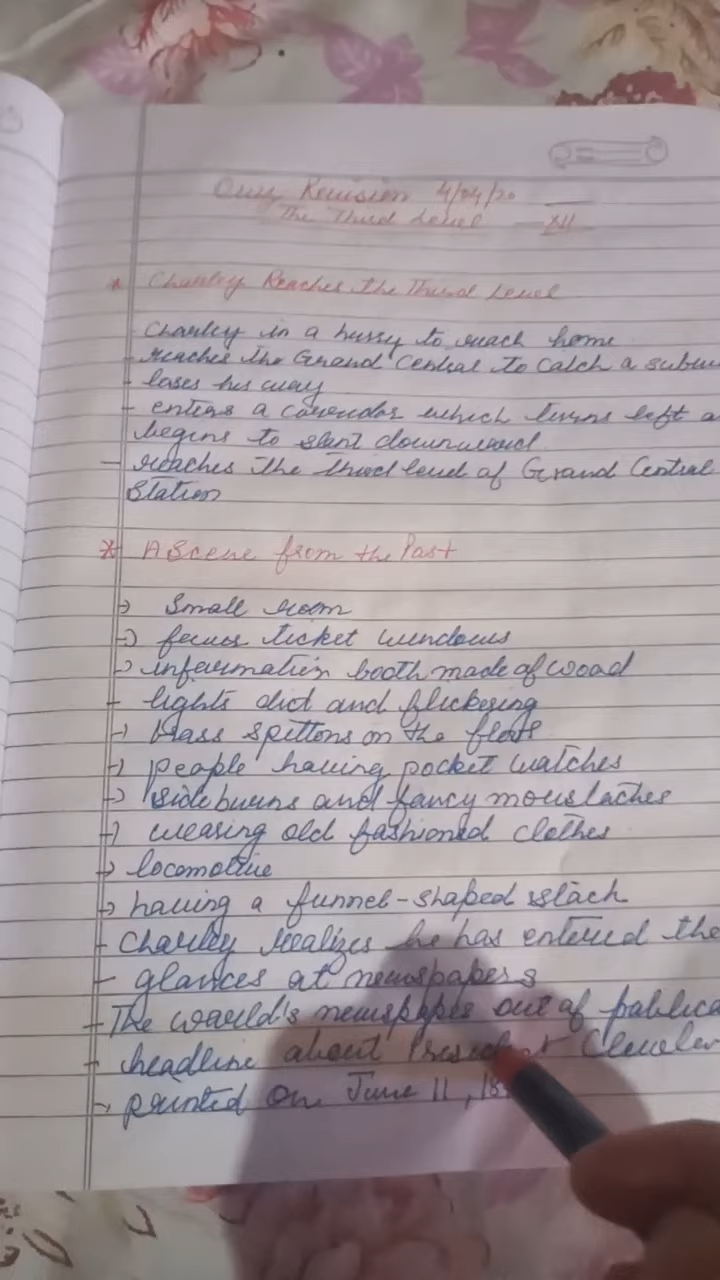 Revision 4/04/20
The Third Level XII
* Charley Reaches the Third Level
Charley in a hurry to reach home
- reaches the Grand Central to catch a subw
- loses his way
- enters a corridor which turns left a
begins to slant downward.
- reaches the third level of Grand Central
Station
* A Scene from the Past
→ Small room
→ fewer ticket windows
→ information booth made of wood
- lights and flickering
→ brass spittons on the floor
→ people having pocket watches
→ sideburns and fancy moustaches
→ wearing old fashioned clothes
→ locomotive
→ having a funnel-shaped stack
- Charley realizes he has entered the
- glances at newspapers
- The world's newspaper out of publica
- headline about President Clevelan
→ printed on June 11, 18